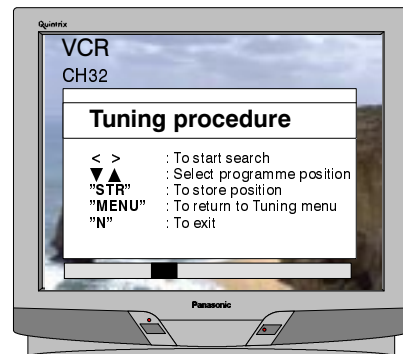 Quintrix
VCR
CH32
Tuning procedure
< > : To start search
▼ ▲ : Select programme position
"STR" : To store position
"MENU" : To return to Tuning menu
"N" : To exit
Panasonic